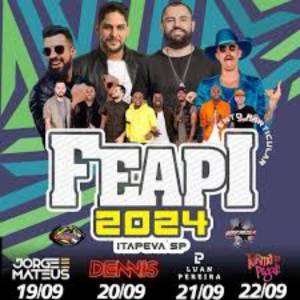 FEAPI
2024
ITAPEVA SP
JORGE &
MATEUS
19/09
DENNIS
20/09
P
LUAN
PEREIRA
21/09
22/09